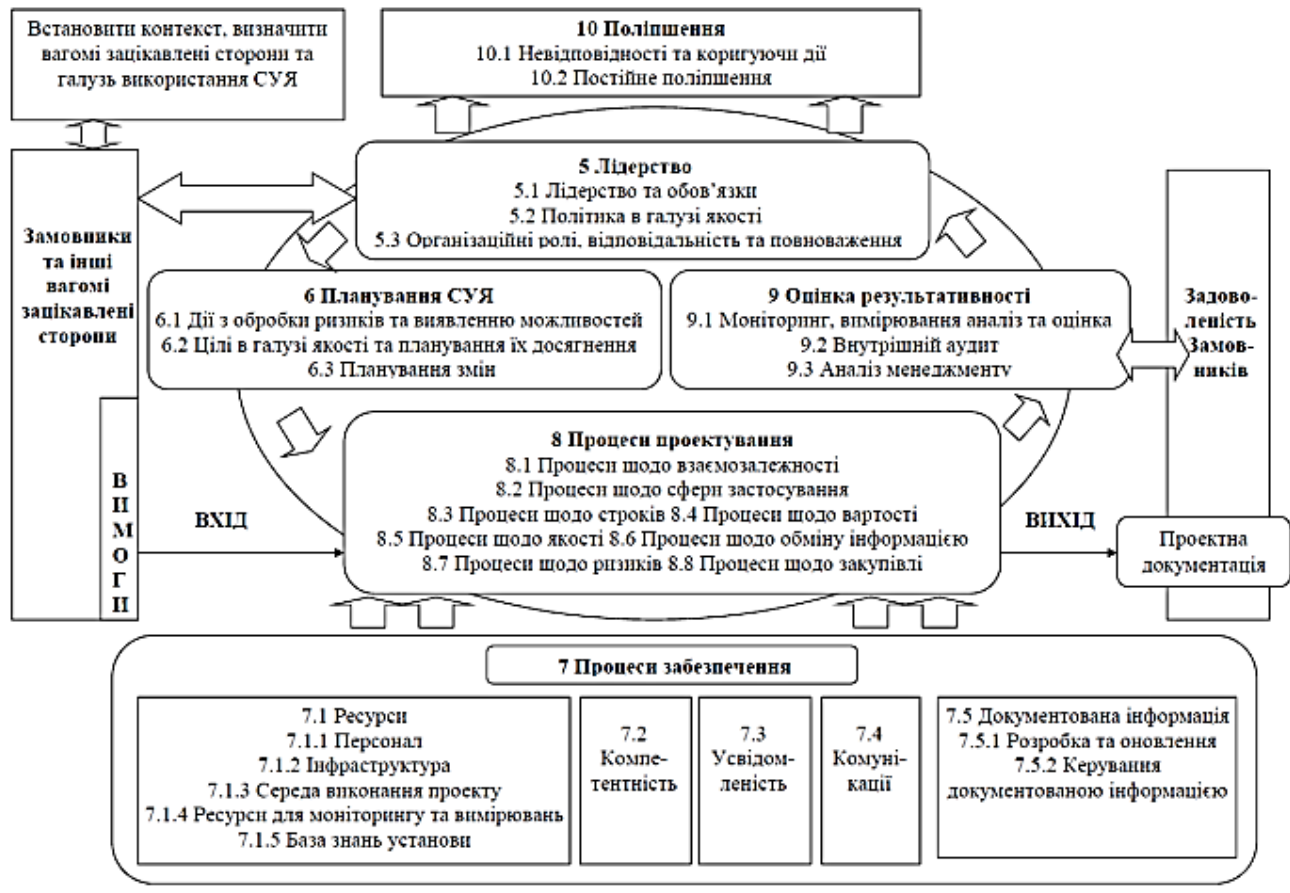 Встановити контекст, визначити
вагомі зацікавлені сторони та
галузь використання СУЯ
10 Поліпшення
10.1 Невідповідності та коригуючи дії
10.2 Постійне поліпшення
5 Лідерство
5.1 Лідерство та обов’язки
5.2 Політика в галузі якості
5.3 Організаційні ролі, відповідальність та повноваження
Замовники
та інші
вагомі
зацікавлені
сторони
6 Планування СУЯ
6.1 Дії з обробки ризиків та виявленню можливостей
6.2 Цілі в галузі якості та планування їх досягнення
6.3 Планування змін
9 Оцінка результативності
9.1 Моніторинг, вимірювання аналіз та оцінка
9.2 Внутрішній аудит
9.3 Аналіз менеджменту
Задово-
леність
Замов-
ників
В
И
М
О
Г
И
ВХІД
8 Процеси проектування
8.1 Процеси щодо взаємозалежності
8.2 Процеси щодо сфери застосування
8.3 Процеси щодо строків 8.4 Процеси щодо вартості
8.5 Процеси щодо якості 8.6 Процеси щодо обміну інформацією
8.7 Процеси щодо ризиків 8.8 Процеси щодо закупівлі
ВИХІД
Проектна
документація
7 Процеси забезпечення
7.1 Ресурси
7.1.1 Персонал
7.1.2 Інфраструктура
7.1.3 Середа виконання проекту
7.1.4 Ресурси для моніторингу та вимірювань
7.1.5 База знань установи
7.2
Компе-
тентність
7.3
Усвідом-
леність
7.4
Комуні-
кації
7.5 Документована інформація
7.5.1 Розробка та оновлення
7.5.2 Керування
документованою інформацією